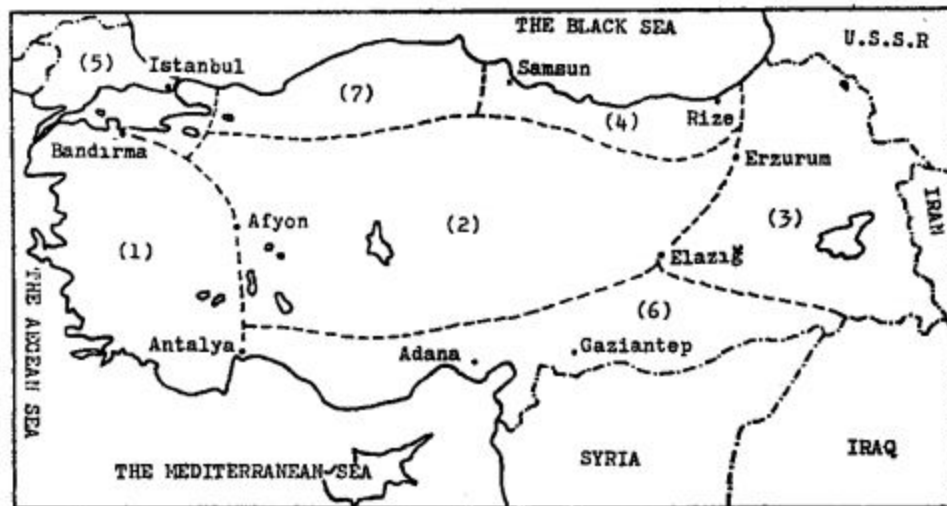 THE BLACK SEA
U.S.S.R
(5)
Istanbul
(7)
Samsun
(4)
Rize
Bandırma
Erzurum
IRAN
Afyon
(2)
(3)
(1)
Elazığ
(6)
THE AEGEAN SEA
Antalya
Adana
Gaziantep
THE MEDITERRANEAN SEA
SYRIA
IRAQ